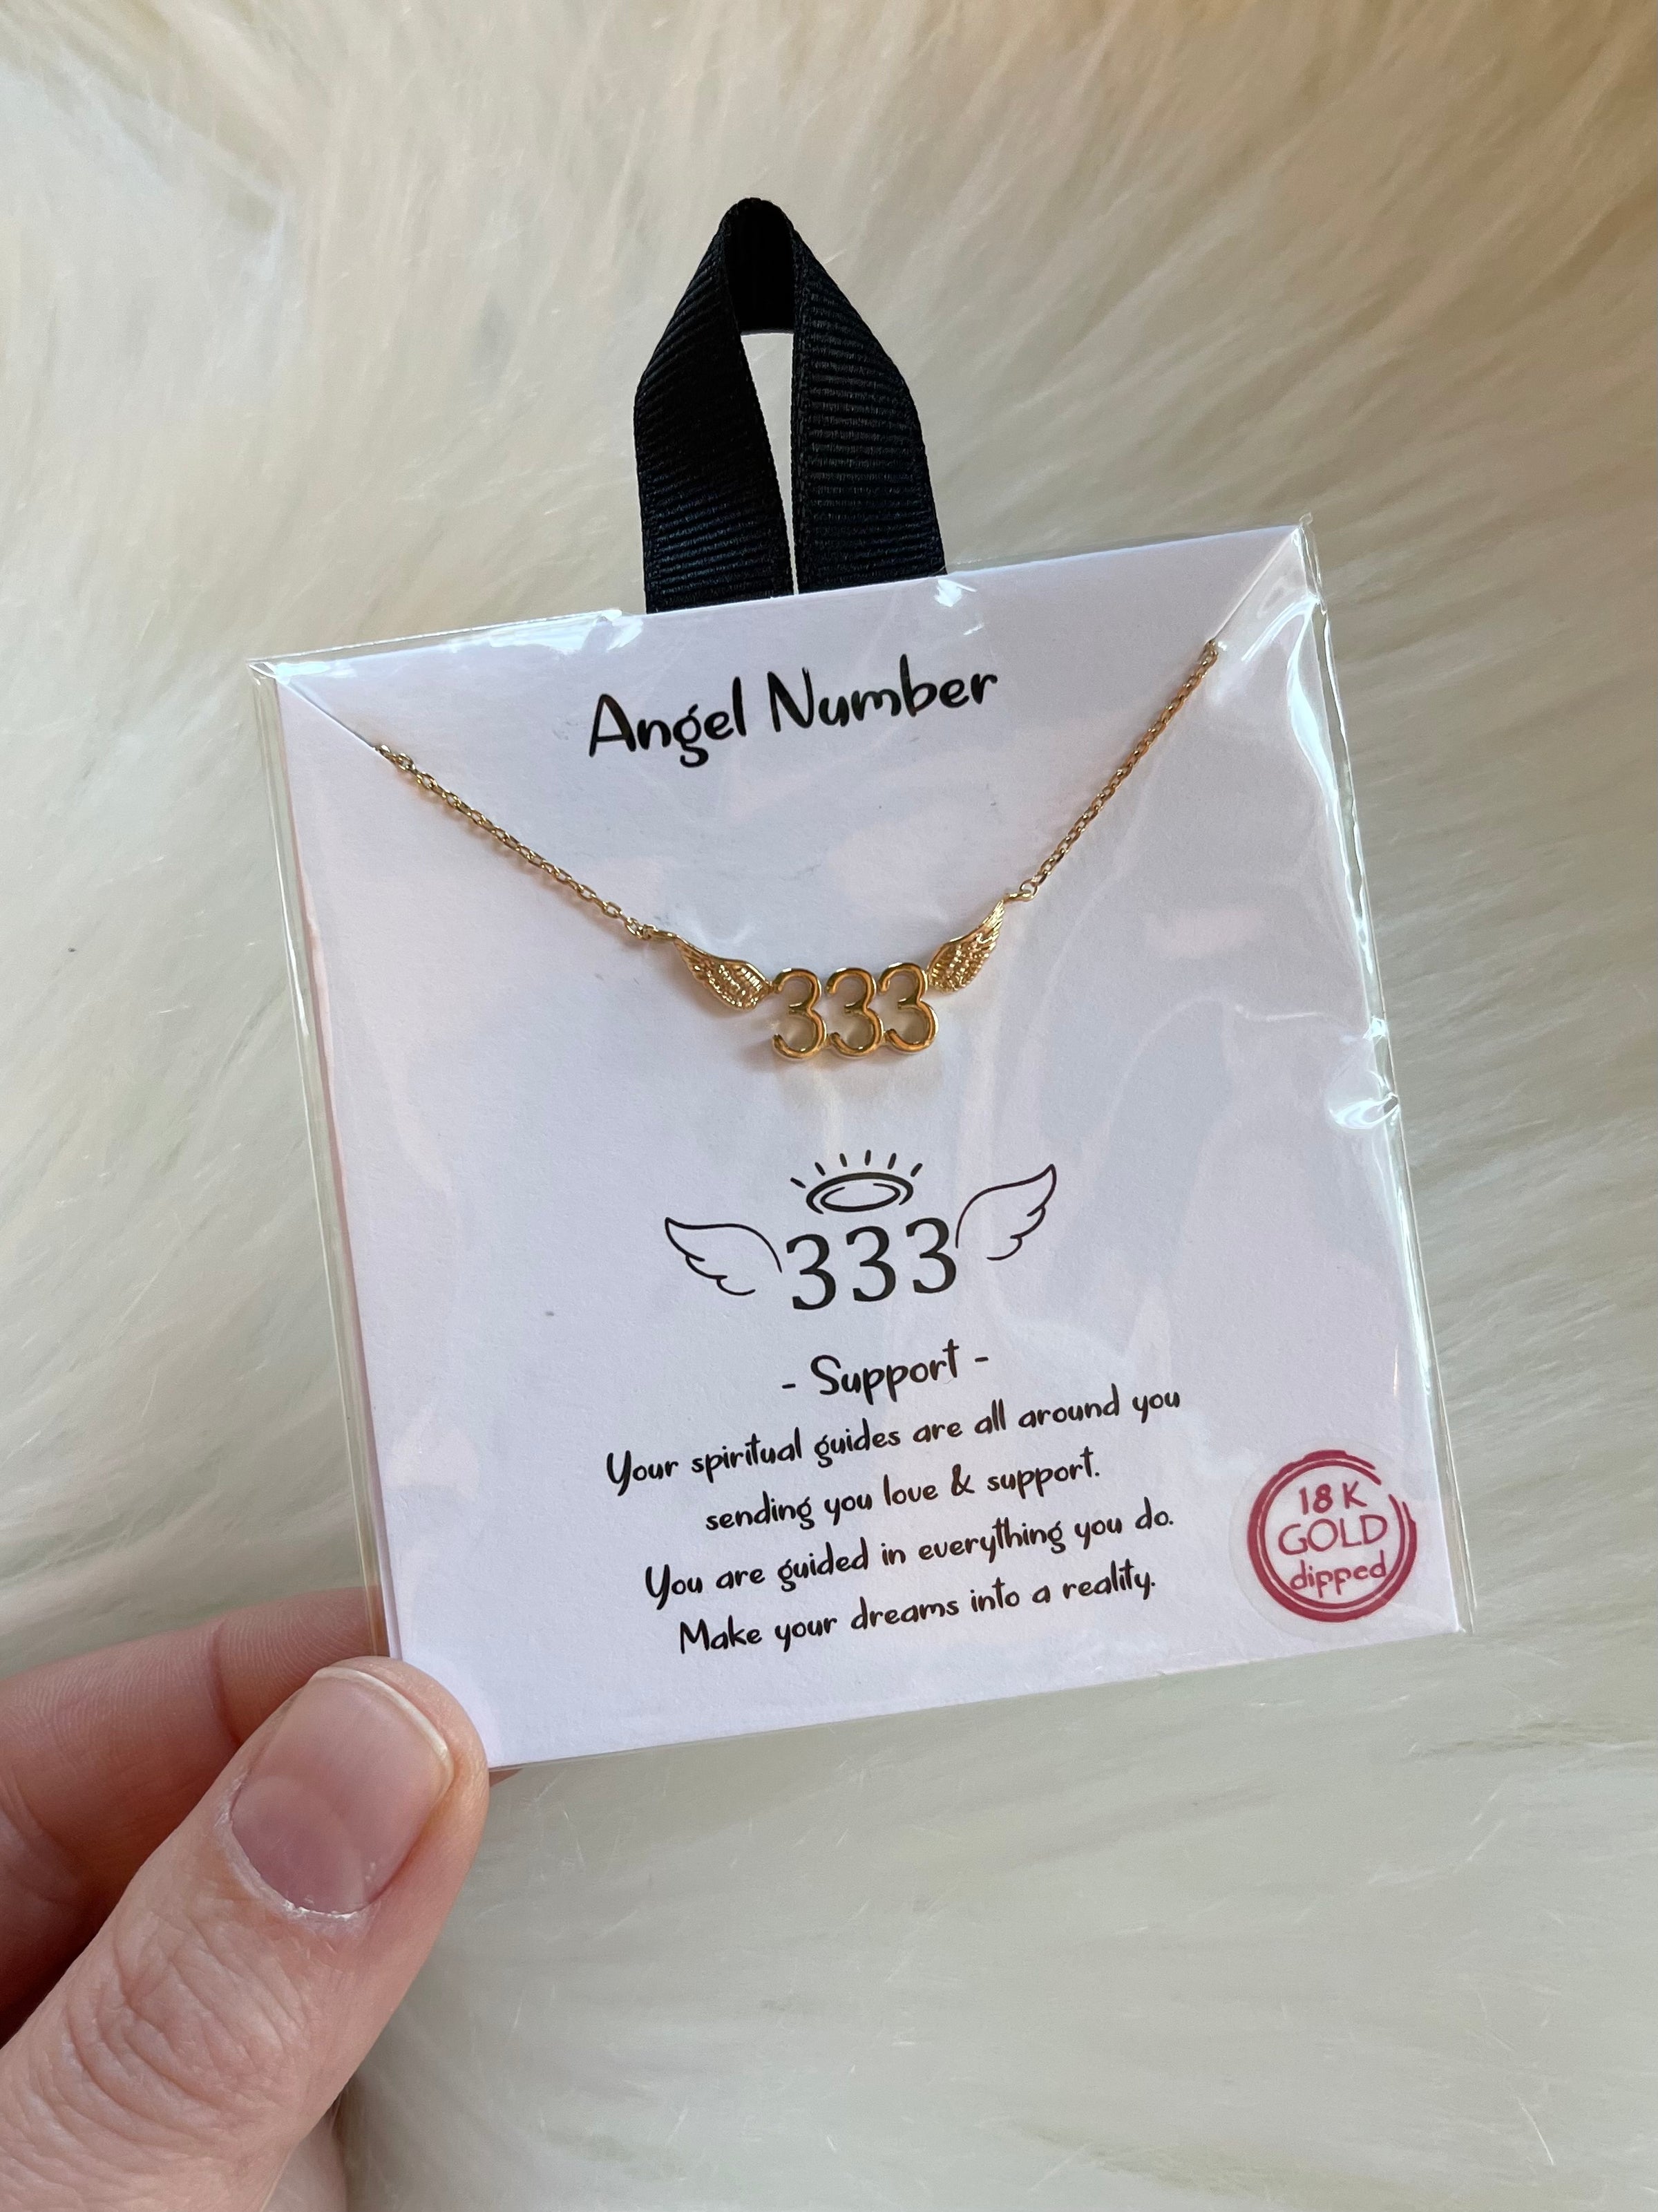 Angel Number
333
333
- Support -
Your spiritual guides are all around you
sending you love & support.
You are guided in everything you do.
Make your dreams into a reality.
18 K
GOLD
dipped